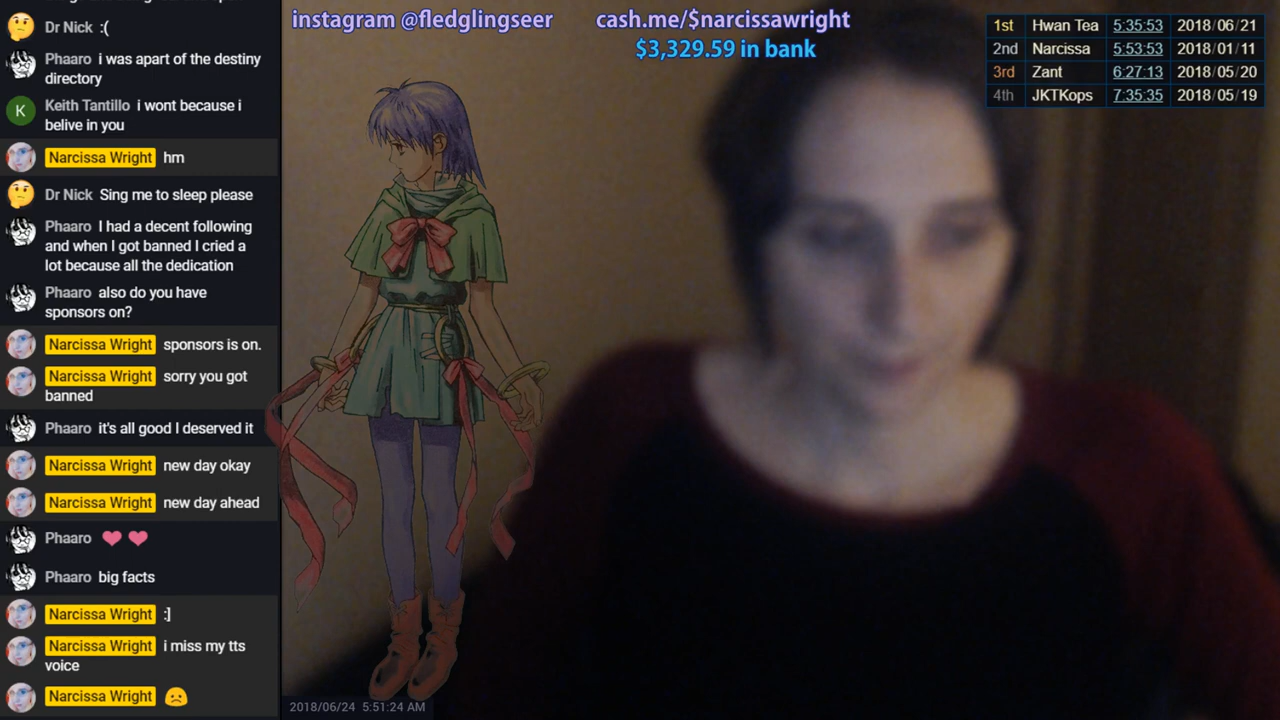 Dr Nick :(
Phaaro i was apart of the destiny
directory
K
Keith Tantillo i wont because i
belive in you
Narcissa Wright hm
Dr Nick Sing me to sleep please
Phaaro I had a decent following
and when I got banned I cried a
lot because all the dedication
Phaaro also do you have
sponsors on?
Narcissa Wright sponsors is on.
Narcissa Wright sorry you got
banned
Phaaro it's all good I deserved it
Narcissa Wright new day okay
Narcissa Wright new day ahead
Phaaro ❤ ❤
Phaaro big facts
Narcissa Wright :]
Narcissa Wright i miss my tts
voice
Narcissa Wright ☹
instagram @fledglingseer
cash.me/$narcissawright
$3,329.59 in bank
1st Hwan Tea 5:35:53 2018/06/21
2nd Narcissa 5:53:53 2018/01/11
3rd Zant 6:27:13 2018/05/20
4th JKTKops 7:35:35 2018/05/19
2018/06/24 5:51:24 AM